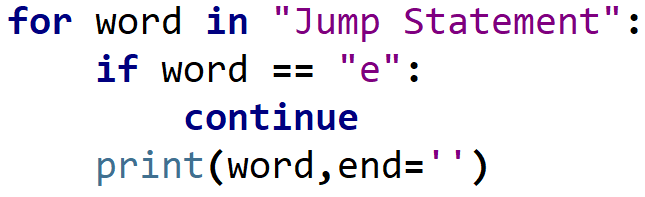 for word in "Jump Statement":
    if word == "e":
        continue
    print(word,end='')